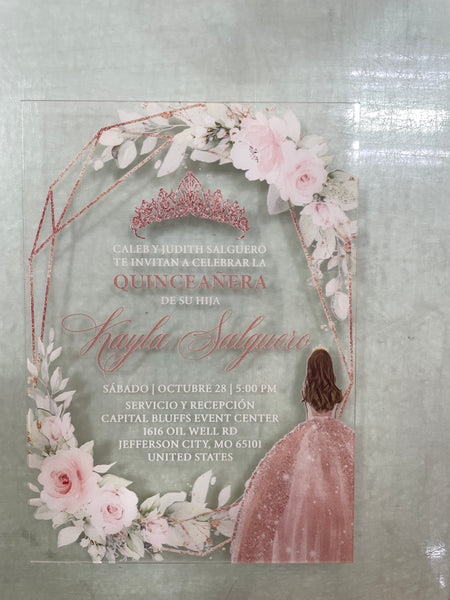 CALEB Y JUDITH SALGUERO
TE INVITAN A CELEBRAR LA
QUINCEAÑERA
DE SU HIJA
Kayla Salguero
SÁBADO | OCTUBRE 28 | 5:00 PM
SERVICIO Y RECEPCIÓN
CAPITAL BLUFFS EVENT CENTER
1616 OIL WELL RD
JEFFERSON CITY, MO 65101
UNITED STATES